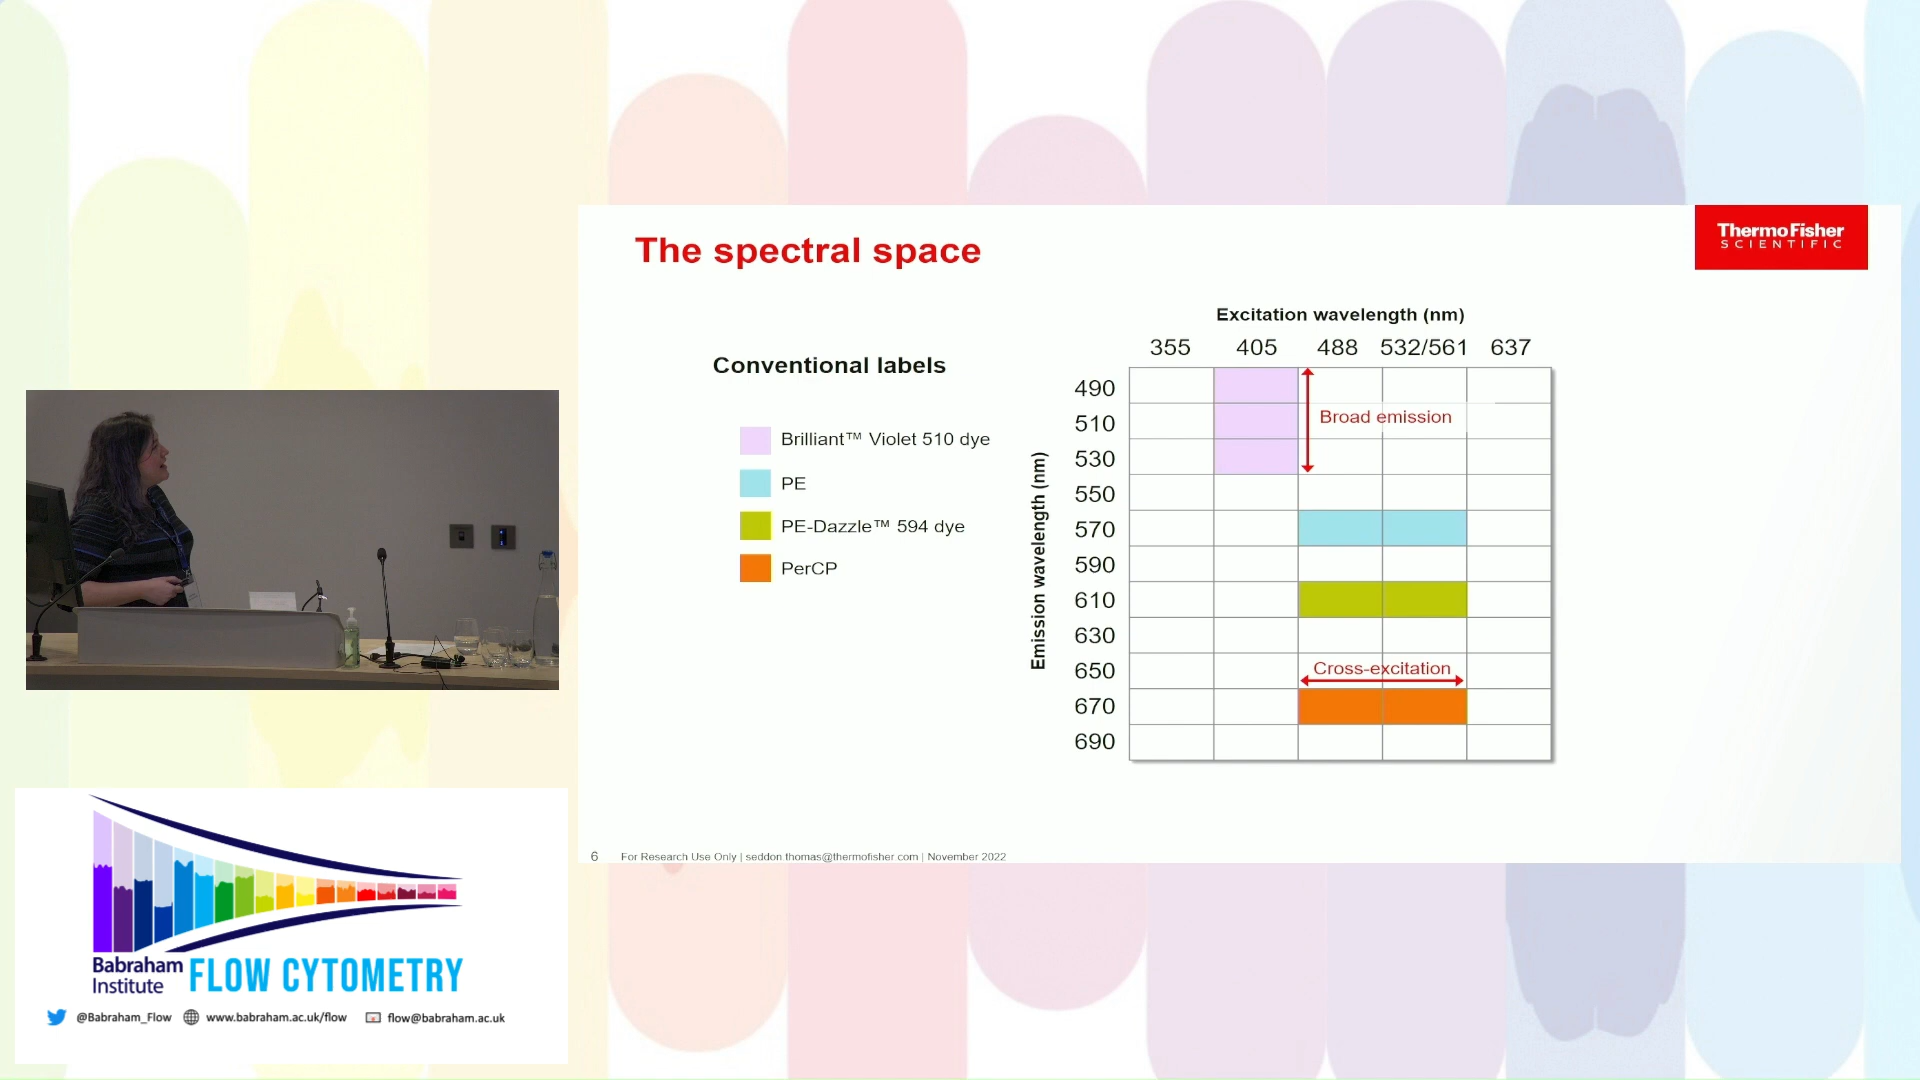 The spectral space
ThermoFisher
SCIENTIFIC
Conventional labels
Brilliant™ Violet 510 dye
PE
PE-Dazzle™ 594 dye
PerCP
Excitation wavelength (nm)
355 405 488 532/561 637
Emission wavelength (nm)
490
510
530
550
570
590
610
630
650
670
690
Broad emission
Cross-excitation
6 For Research Use Only | seddon.thomas@thermofisher.com | November 2022
Babraham
Institute
FLOW CYTOMETRY
@Babraham_Flow www.babraham.ac.uk/flow flow@babraham.ac.uk